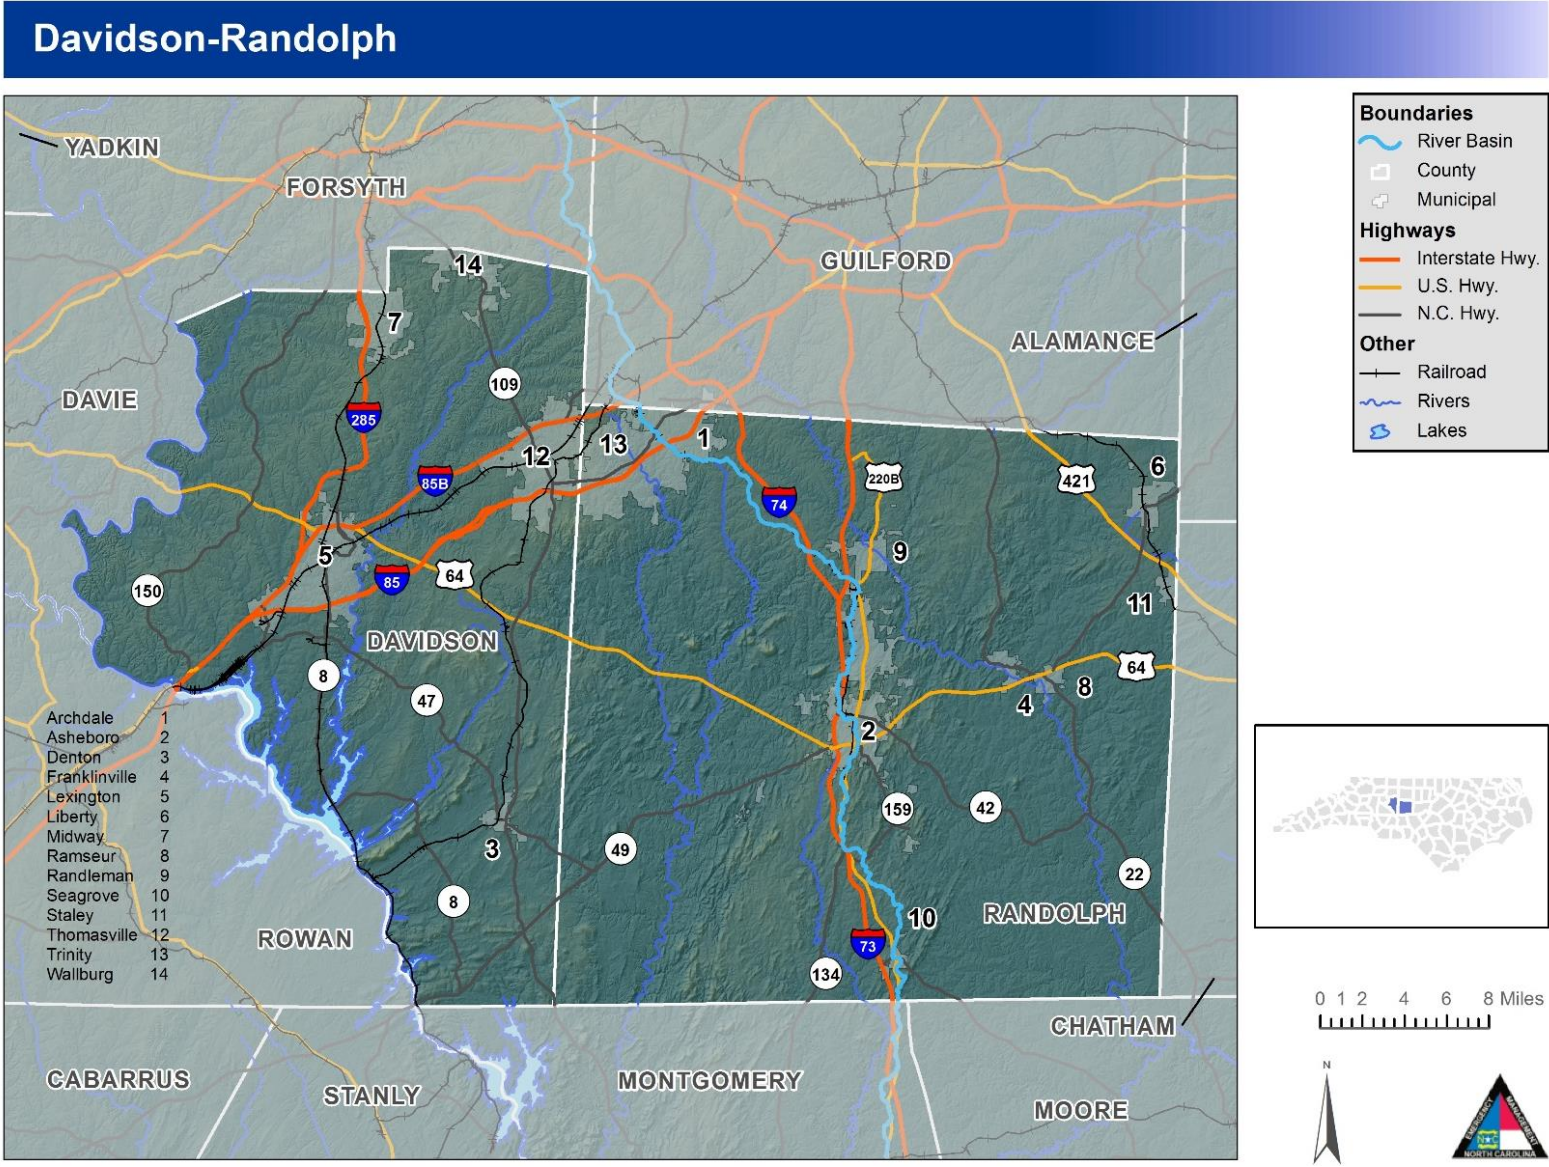 Davidson-Randolph
YADKIN
FORSYTH
GUILFORD
ALAMANCE
DAVIE
14
7
109
285
12
13
1
85B
74
220B
421
6
9
5
150
85
64
11
DAVIDSON
8
47
64
8
4
2
159
42
49
3
22
8
10
RANDOLPH
73
134
ROWAN
CHATHAM
CABARRUS
STANLY
MONTGOMERY
MOORE
Archdale 1
Asheboro 2
Denton 3
Franklinville 4
Lexington 5
Liberty 6
Midway 7
Ramseur 8
Randleman 9
Seagrove 10
Staley 11
Thomasville 12
Trinity 13
Wallburg 14
Boundaries
River Basin
County
Municipal
Highways
Interstate Hwy.
U.S. Hwy.
N.C. Hwy.
Other
Railroad
Rivers
Lakes
0 1 2 4 6 8 Miles
N
EMERGENCY
MANAGEMENT
NC
NORTH CAROLINA